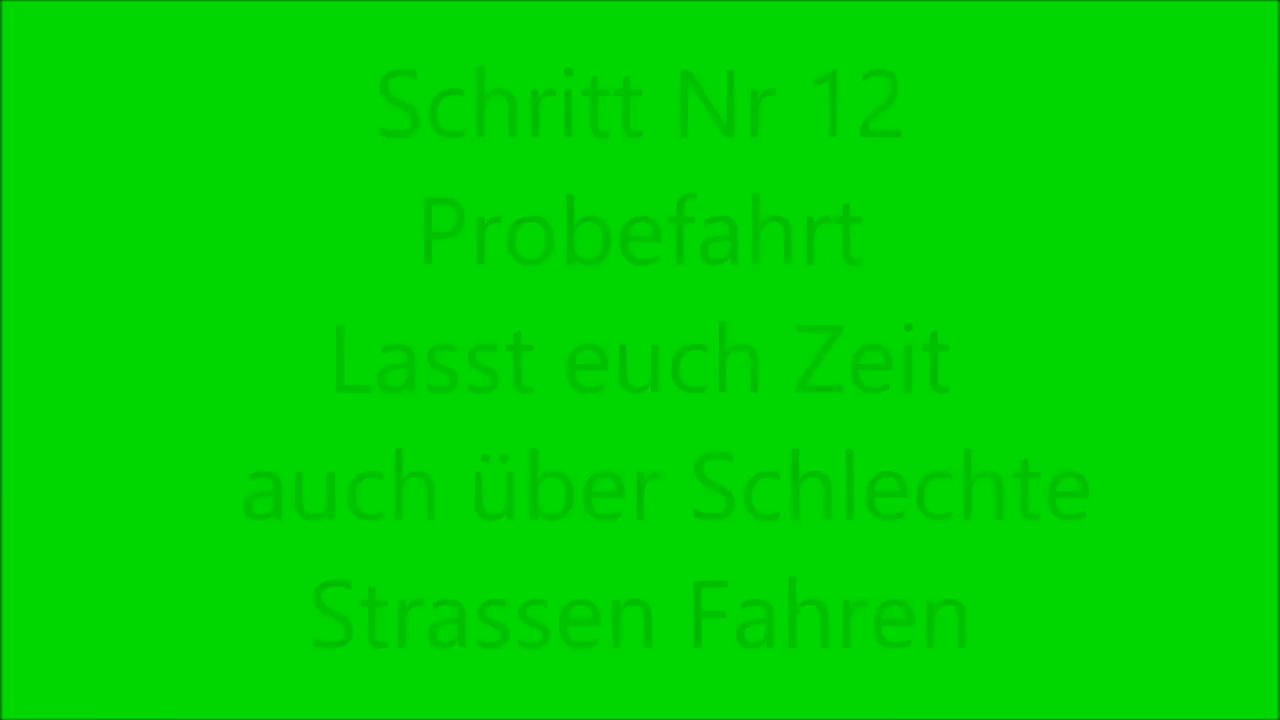 Schritt Nr 12
Probefahrt
Lasst euch Zeit
auch über Schlechte
Strassen Fahren